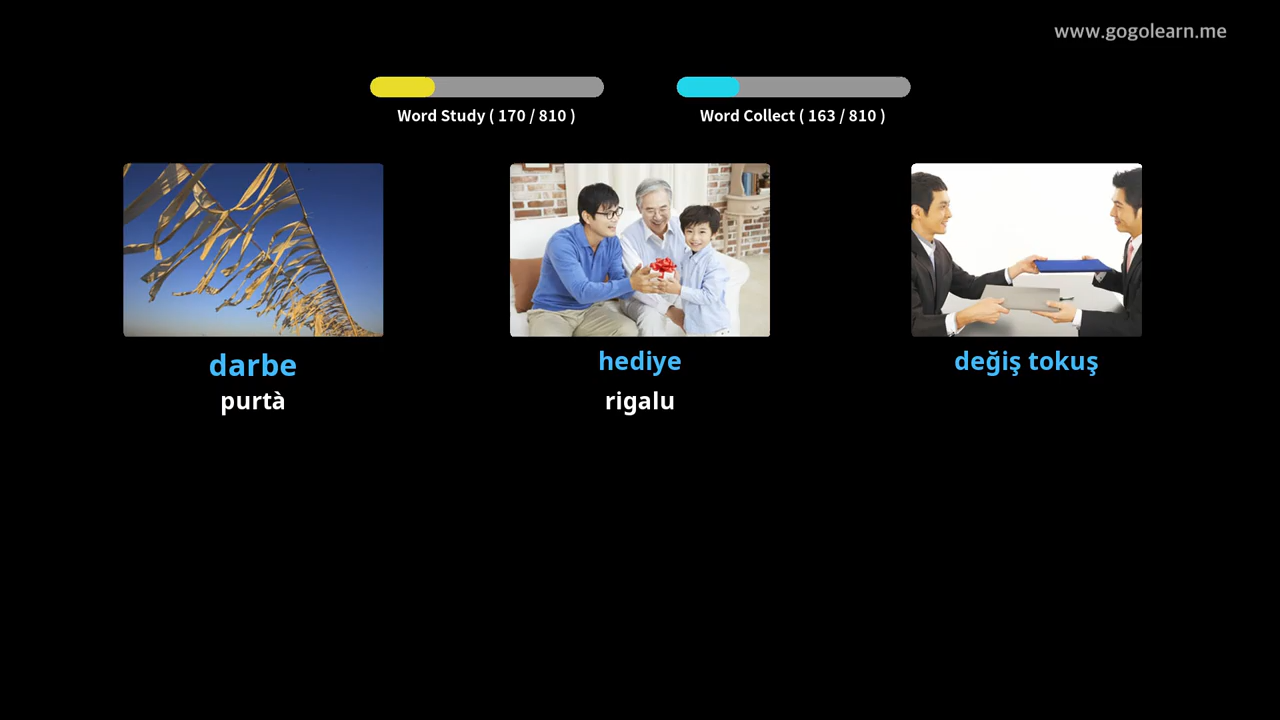 www.gogolearn.me
Word Study ( 170 / 810 )
Word Collect ( 163 / 810 )
darbe
purtà
hediye
rigalu
değiş tokuş